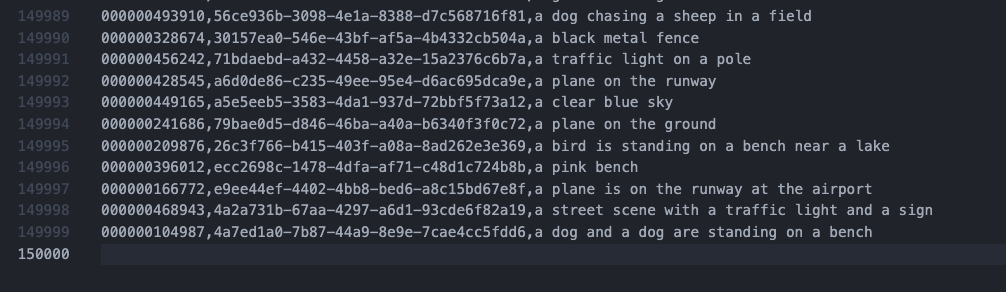 149989 000000493910,56ce936b-3098-4e1a-8388-d7c568716f81,a dog chasing a sheep in a field
149990 000000328674,30157ea0-546e-43bf-af5a-4b4332cb504a,a black metal fence
149991 000000456242,71bdaebd-a432-4458-a32e-15a2376c6b7a,a traffic light on a pole
149992 000000428545,a6d0de86-c235-49ee-95e4-d6ac695dca9e,a plane on the runway
149993 000000449165,a5e5eeb5-3583-4da1-937d-72bbf5f73a12,a clear blue sky
149994 000000241686,79bae0d5-d846-46ba-a40a-b6340f3f0c72,a plane on the ground
149995 000000209876,26c3f766-b415-403f-a08a-8ad262e3e369,a bird is standing on a bench near a lake
149996 000000396012,ecc2698c-1478-4dfa-af71-c48d1c724b8b,a pink bench
149997 000000166772,e9ee44ef-4402-4bb8-bed6-a8c15bd67e8f,a plane is on the runway at the airport
149998 000000468943,4a2a731b-67aa-4297-a6d1-93cde6f82a19,a street scene with a traffic light and a sign
149999 000000104987,4a7ed1a0-7b87-44a9-8e9e-7cae4cc5fdd6,a dog and a dog are standing on a bench
150000